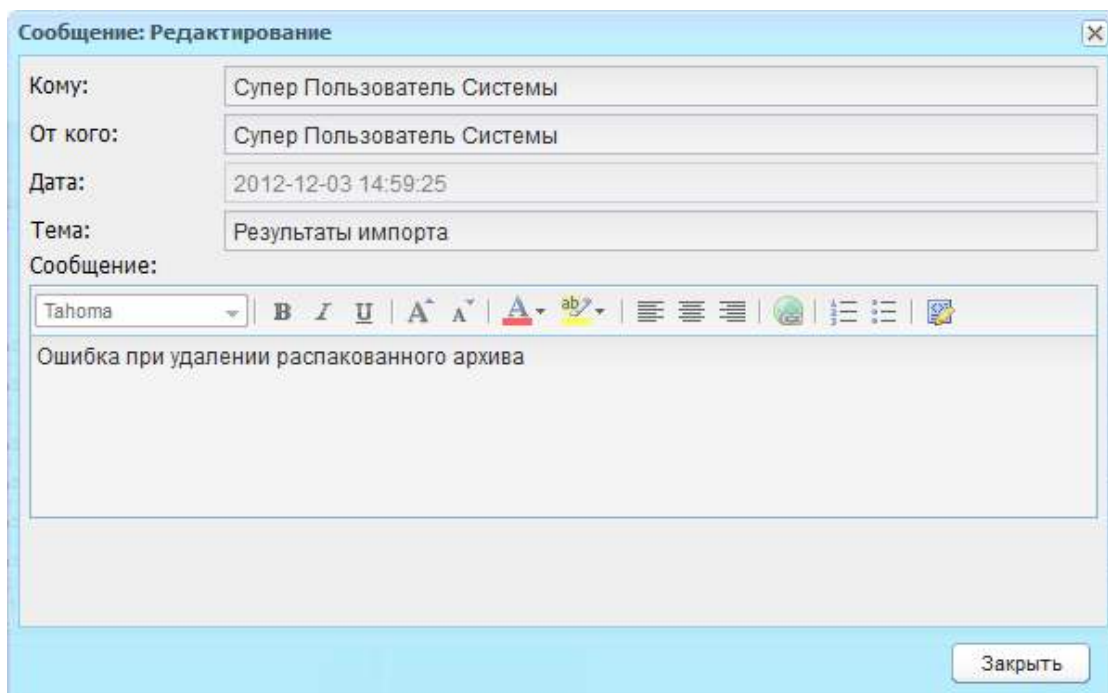 Сообщение: Редактирование
Кому: Супер Пользователь Системы
От кого: Супер Пользователь Системы
Дата: 2012-12-03 14:59:25
Тема: Результаты импорта
Сообщение:
Tahoma B I U A A A ab
Ошибка при удалении распакованного архива
Закрыть